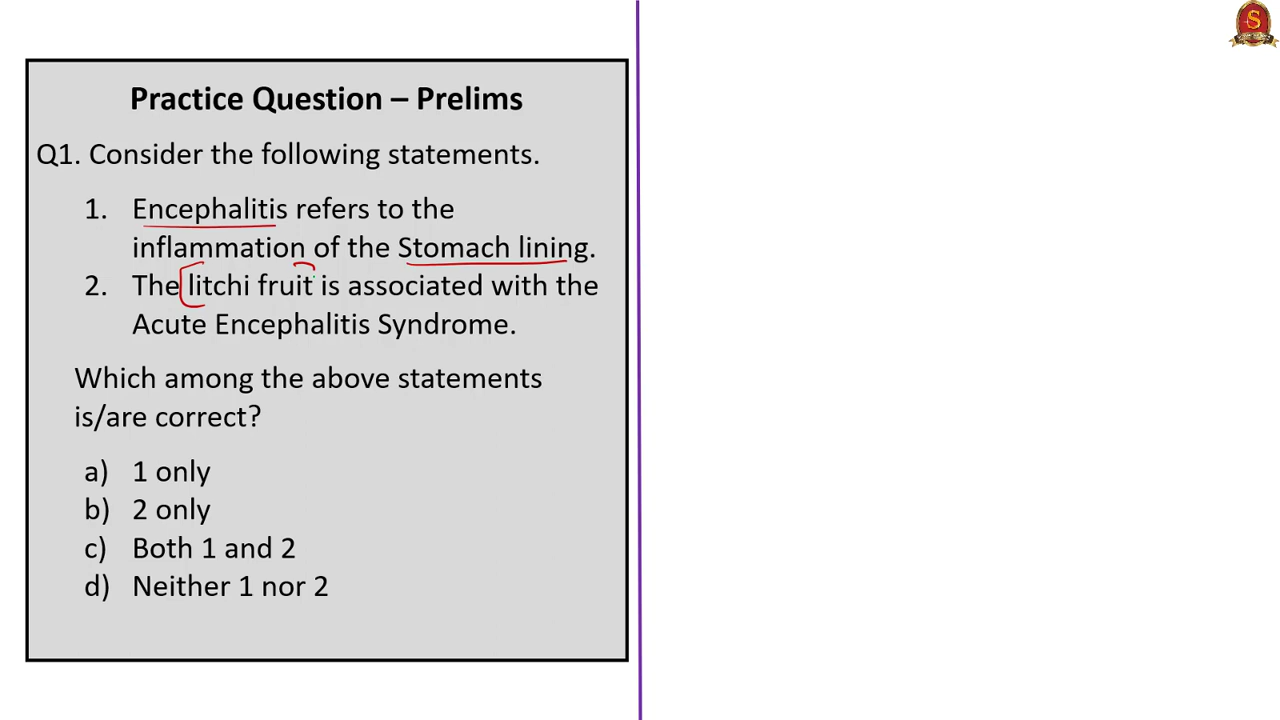 S
Practice Question – Prelims
Q1. Consider the following statements.
1. Encephalitis refers to the
inflammation of the Stomach lining.
2. The litchi fruit is associated with the
Acute Encephalitis Syndrome.
Which among the above statements
is/are correct?
a) 1 only
b) 2 only
c) Both 1 and 2
d) Neither 1 nor 2